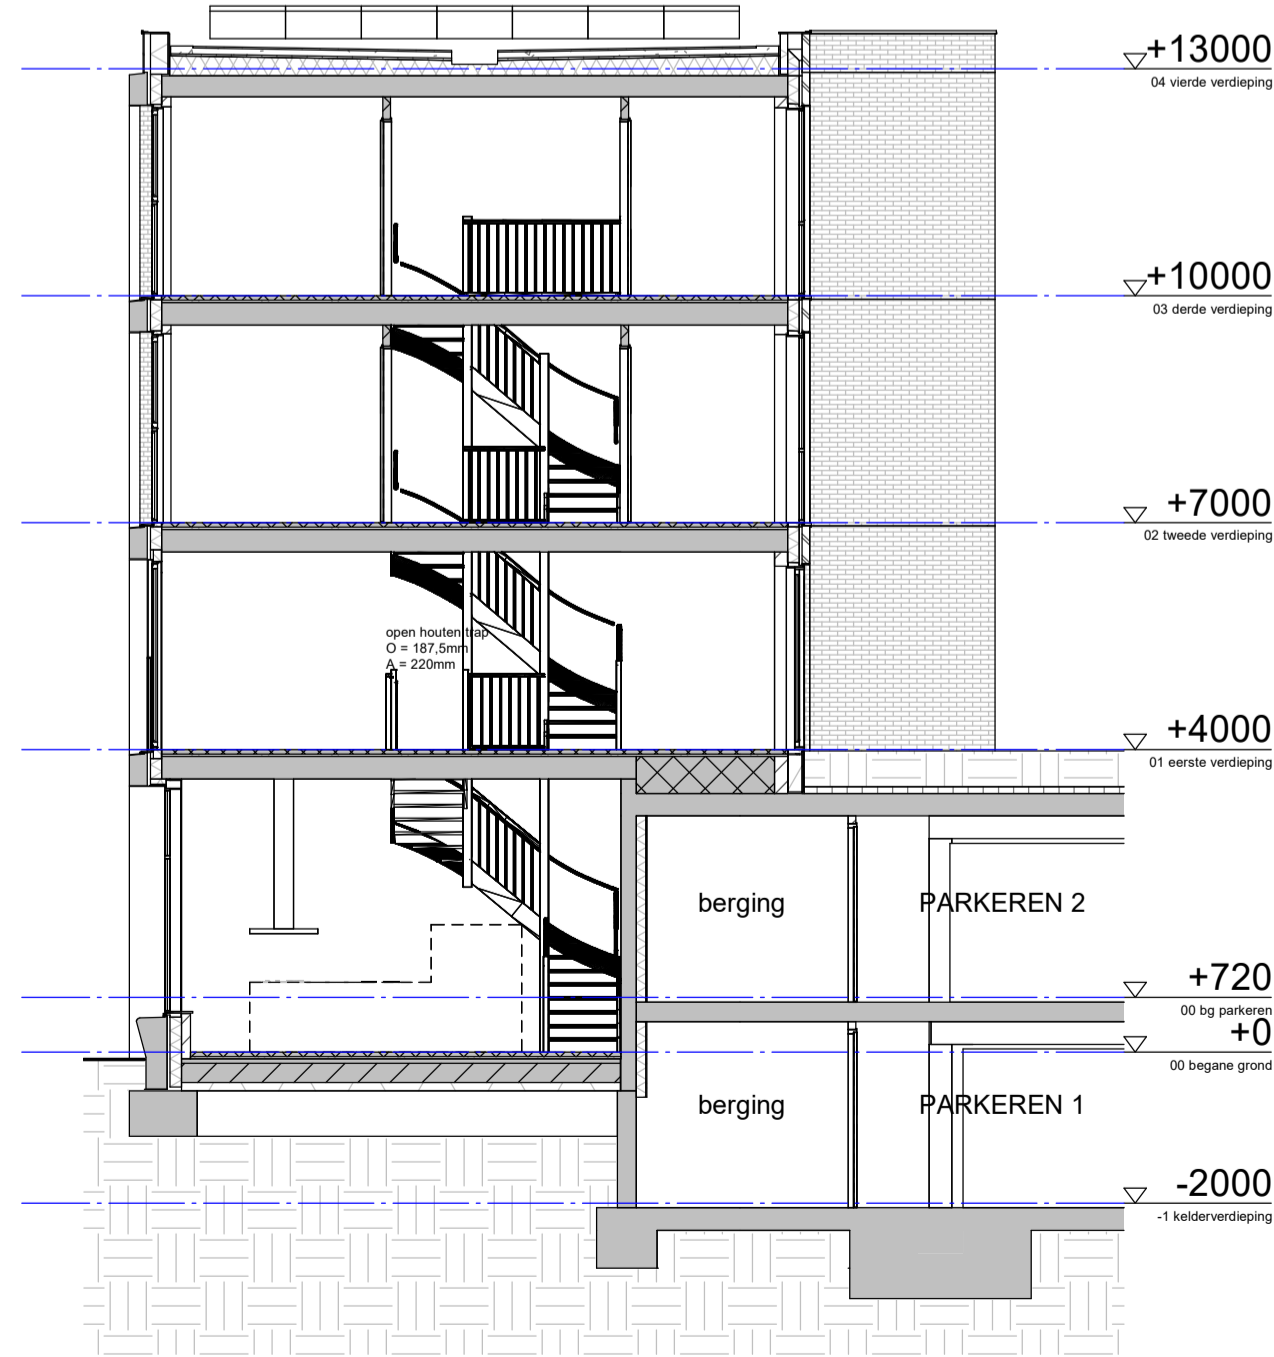 +13000
04 vierde verdieping
+10000
03 derde verdieping
+7000
02 tweede verdieping
open houten trap
O = 187,5mm
A = 220mm
+4000
01 eerste verdieping
berging
PARKEREN 2
+720
00 bg parkeren
+0
00 begane grond
berging
PARKEREN 1
-2000
-1 kelderverdieping